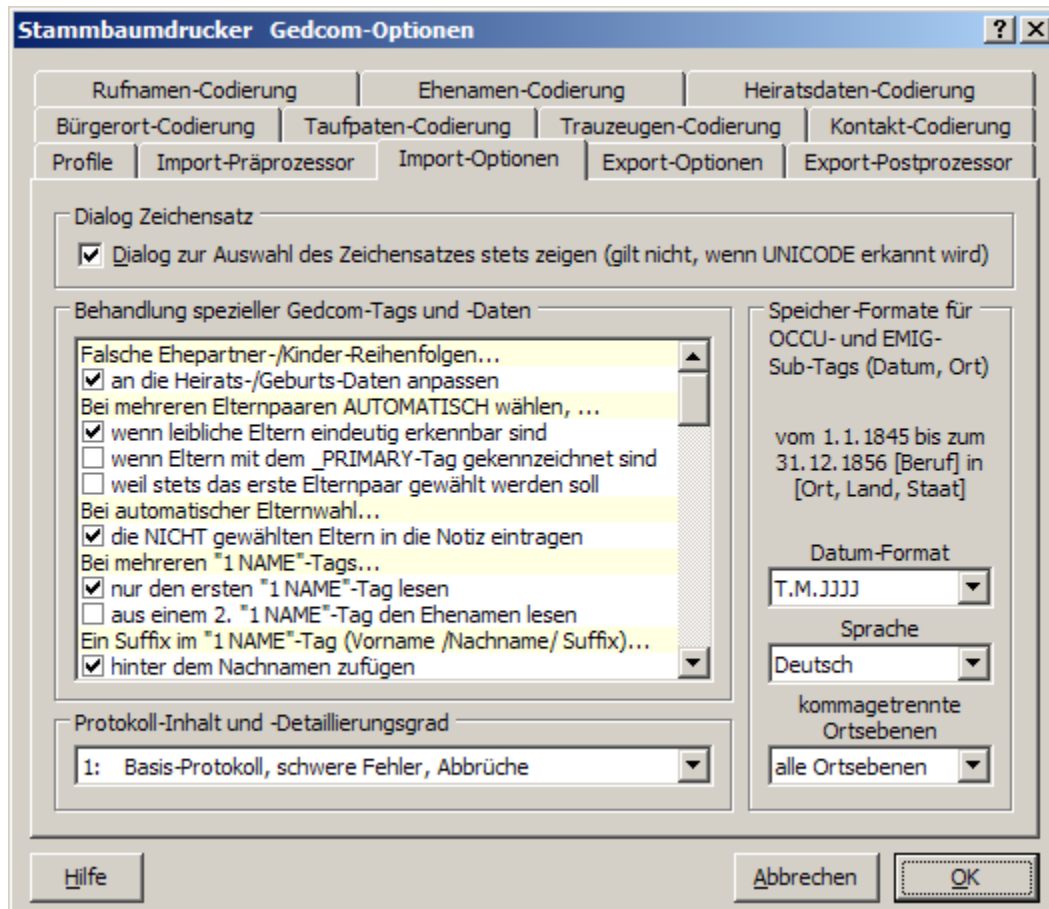 Stammbaumdrucker   Gedcom-Optionen
Rufnamen-Codierung
Ehenamen-Codierung
Heiratsdaten-Codierung
Bürgerort-Codierung
Taufpaten-Codierung
Trauzeugen-Codierung
Kontakt-Codierung
Profile
Import-Präprozessor
Import-Optionen
Export-Optionen
Export-Postprozessor
Dialog Zeichensatz
Dialog zur Auswahl des Zeichensatzes stets zeigen (gilt nicht, wenn UNICODE erkannt wird)
Behandlung spezieller Gedcom-Tags und -Daten
Falsche Ehepartner-/Kinder-Reihenfolgen...
an die Heirats-/Geburts-Daten anpassen
Bei mehreren Elternpaaren AUTOMATISCH wählen, ...
wenn leibliche Eltern eindeutig erkennbar sind
wenn Eltern mit dem _PRIMARY-Tag gekennzeichnet sind
weil stets das erste Elternpaar gewählt werden soll
Bei automatischer Elternwahl...
die NICHT gewählten Eltern in die Notiz eintragen
Bei mehreren "1 NAME"-Tags...
nur den ersten "1 NAME"-Tag lesen
aus einem 2. "1 NAME"-Tag den Ehenamen lesen
Ein Suffix im "1 NAME"-Tag (Vorname /Nachname/ Suffix)...
hinter dem Nachnamen zufügen
Protokoll-Inhalt und -Detaillierungsgrad
1: Basis-Protokoll, schwere Fehler, Abbrüche
Speicher-Formate für
OCCU- und EMIG-
Sub-Tags (Datum, Ort)
vom 1.1.1845 bis zum
31.12.1856 [Beruf] in
[Ort, Land, Staat]
Datum-Format
T.M.JJJJ
Sprache
Deutsch
kommagetrennte
Ortsebenen
alle Ortsebenen
Hilfe
Abbrechen
OK